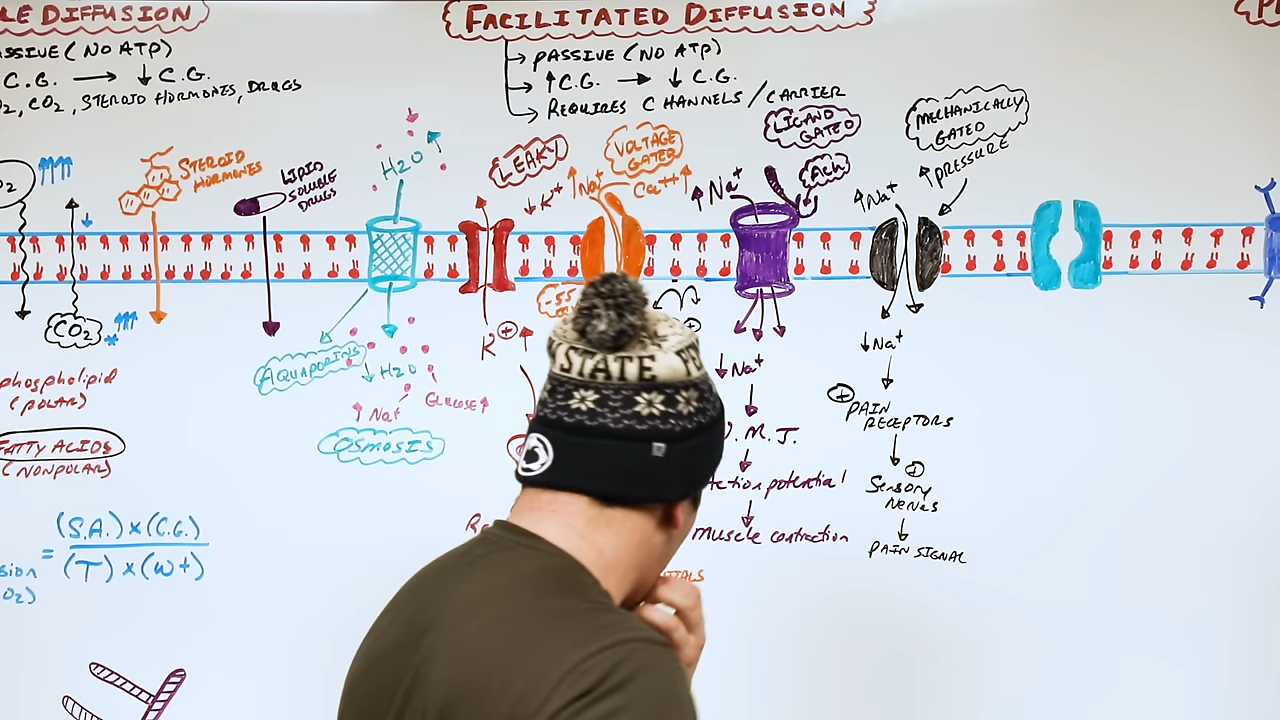 LE DIFFUSION
ASSIVE (NO ATP)
C.G. → ↓ C.G.
O2, CO2, STEROID HORMONES, DRUGS
FACILITATED DIFFUSION
→ PASSIVE (NO ATP)
→ ↑C.G. → ↓ C.G.
→ REQUIRES CHANNELS/CARRIER
↑↑↑
STEROID
HORMONES
LIPID
SOLUBLE
DRUGS
H2O ↑
LEAKY
↓ K+
VOLTAGE
GATED
↑Na+
Ca++↑
LIGAND
GATED
ACh
↑Na+
MECHANICALLY
GATED
↑PRESSURE
↑Na+
CO2
↑↑↑
AQUAPORINS
↓ H2O
↑ Na+
GLUCOSE↑
OSMOSIS
-55
K+ ↑
↓Na+
M.J.
Action potential
muscle contraction
↓Na+
PAIN
RECEPTORS
Sensory
Nerves
PAIN SIGNAL
phospholipid
(POLAR)
FATTY ACIDS
(NONPOLAR)
= (S.A.) x (C.G.)
(T) x (wt)
sion
O2)
STATE